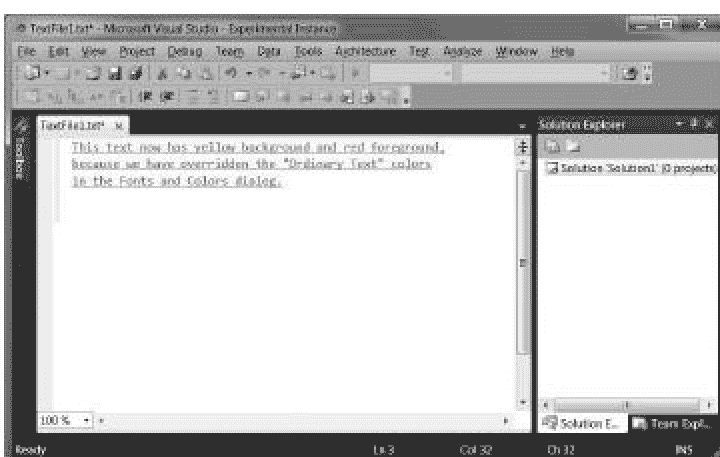 TextFile1.txt* - Microsoft Visual Studio - Experimental Instance
File Edit View Project Debug Team Data Tools Architecture Test Analyze Window Help
TextFile1.txt* x
Solution Explorer
Toolbox
This text now has yellow background and red foreground,
because we have overridden the "Ordinary Text" colors
in the Fonts and Colors dialog.
Solution 'Solution1' (0 projects)
100 %
Solution E... Team Expl...
Ready Ln 3 Col 32 Ch 32 INS